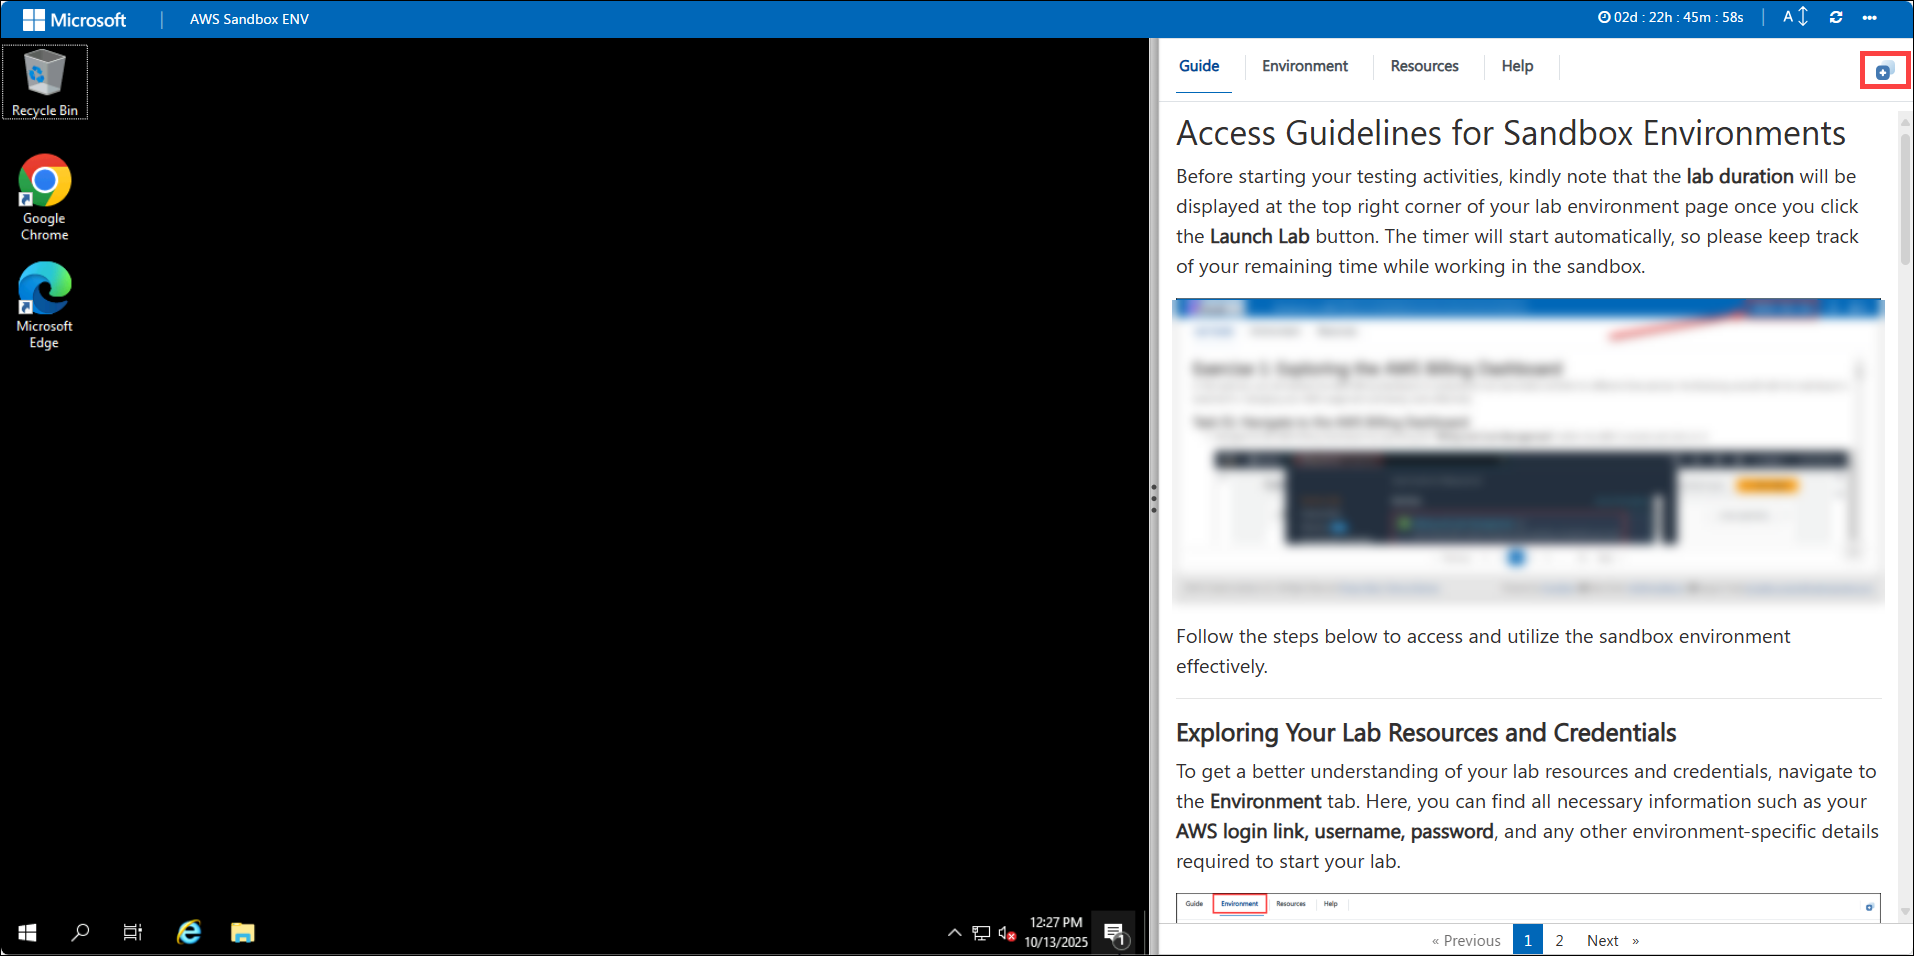 Microsoft
AWS Sandbox ENV
02d : 22h : 45m : 58s
A
Recycle Bin
Google
Chrome
Microsoft
Edge
12:27 PM
10/13/2025
1
Guide
Environment
Resources
Help
Access Guidelines for Sandbox Environments
Before starting your testing activities, kindly note that the lab duration will be
displayed at the top right corner of your lab environment page once you click
the Launch Lab button. The timer will start automatically, so please keep track
of your remaining time while working in the sandbox.
Exercise 1: Exploring the AWS Billing Dashboard
Follow the steps below to access and utilize the sandbox environment
effectively.
Exploring Your Lab Resources and Credentials
To get a better understanding of your lab resources and credentials, navigate to
the Environment tab. Here, you can find all necessary information such as your
AWS login link, username, password, and any other environment-specific details
required to start your lab.
Guide
Environment
Resources
Help
« Previous
1
2
Next »